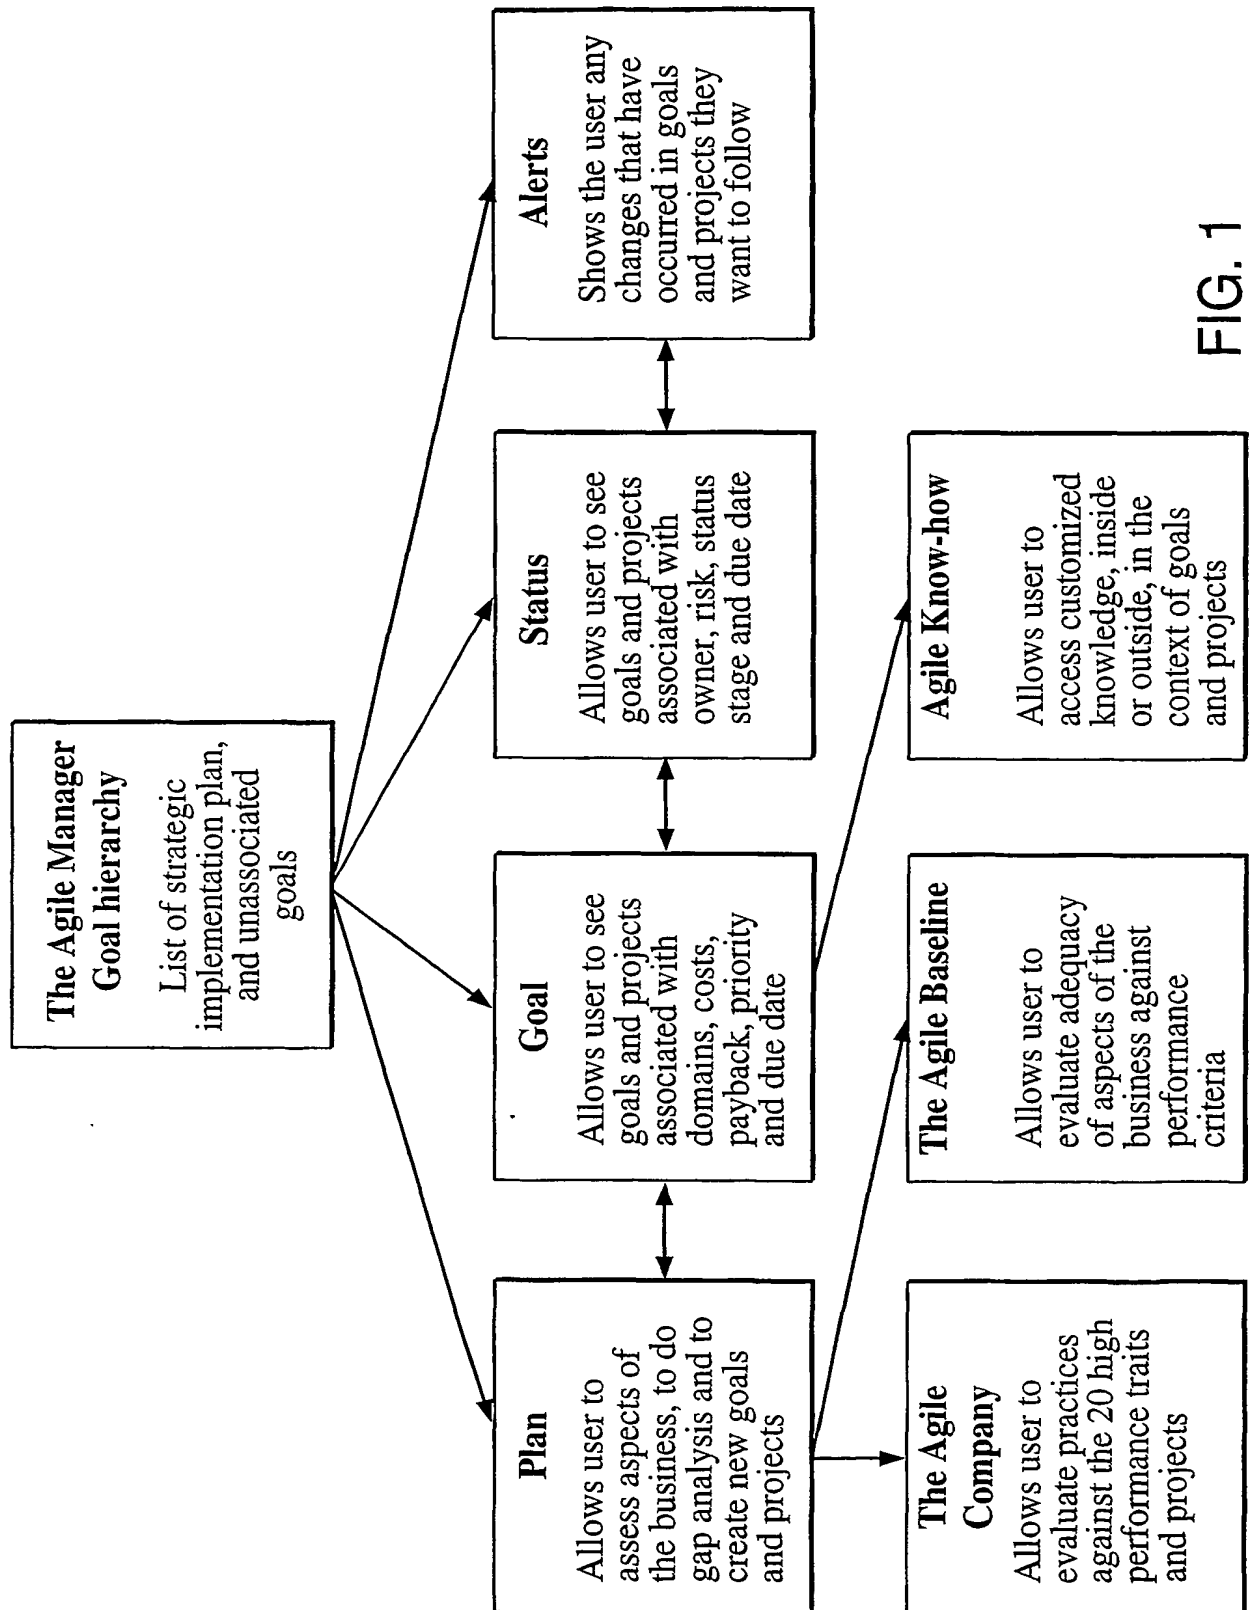 The Agile Manager
Goal hierarchy
List of strategic
implementation plan,
and unassociated
goals
Plan
Allows user to
assess aspects of
the business, to do
gap analysis and to
create new goals
and projects
Goal
Allows user to see
goals and projects
associated with
domains, costs,
payback, priority
and due date
Status
Allows user to see
goals and projects
associated with
owner, risk, status
stage and due date
Alerts
Shows the user any
changes that have
occurred in goals
and projects they
want to follow
The Agile
Company
Allows user to
evaluate practices
against the 20 high
performance traits
and projects
The Agile Baseline
Allows user to
evaluate adequacy
of aspects of the
business against
performance
criteria
Agile Know-how
Allows user to
access customized
knowledge, inside
or outside, in the
context of goals
and projects
FIG. 1